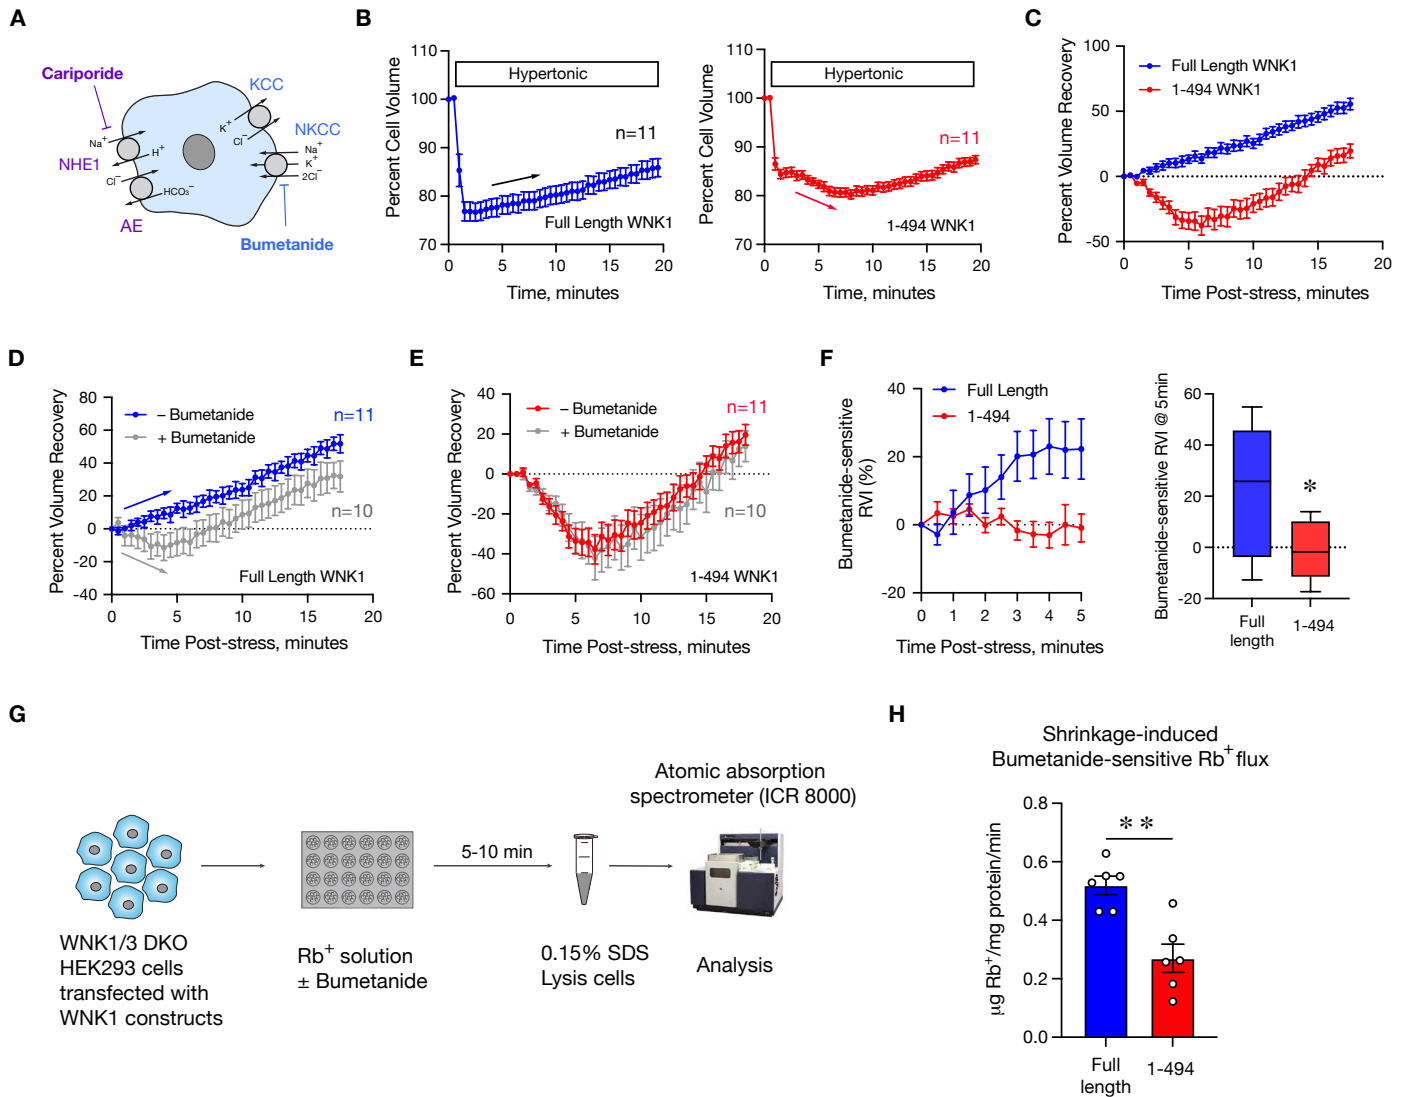 A
Cariporide
KCC
NKCC
Na+
H+
K+
Cl−
Na+
K+
2Cl−
NHE1
Cl−
HCO3−
AE
Bumetanide
B
Percent Cell Volume
110
100
90
80
70
Hypertonic
n=11
Full Length WNK1
0 5 10 15 20
Time, minutes
Percent Cell Volume
110
100
90
80
70
Hypertonic
n=11
1-494 WNK1
0 5 10 15 20
Time, minutes
C
Percent Volume Recovery
100
50
0
-50
Full Length WNK1
1-494 WNK1
0 5 10 15 20
Time Post-stress, minutes
D
Percent Volume Recovery
80
60
40
20
0
-20
-40
– Bumetanide
+ Bumetanide
n=11
n=10
Full Length WNK1
0 5 10 15 20
Time Post-stress, minutes
E
Percent Volume Recovery
40
20
0
-20
-40
-60
– Bumetanide
+ Bumetanide
n=11
n=10
1-494 WNK1
0 5 10 15 20
Time Post-stress, minutes
F
Bumetanide-sensitive
RVI (%)
40
20
0
-20
Full Length
1-494
0 1 2 3 4 5
Time Post-stress, minutes
Bumetanide-sensitive RVI @ 5min
60
40
20
0
-20
*
Full
length
1-494
G
WNK1/3 DKO
HEK293 cells
transfected with
WNK1 constructs
Rb+ solution
± Bumetanide
5-10 min
0.15% SDS
Lysis cells
Atomic absorption
spectrometer (ICR 8000)
Analysis
H
Shrinkage-induced
Bumetanide-sensitive Rb+ flux
µg Rb+/mg protein/min
0.8
0.6
0.4
0.2
0.0
**
Full
length
1-494